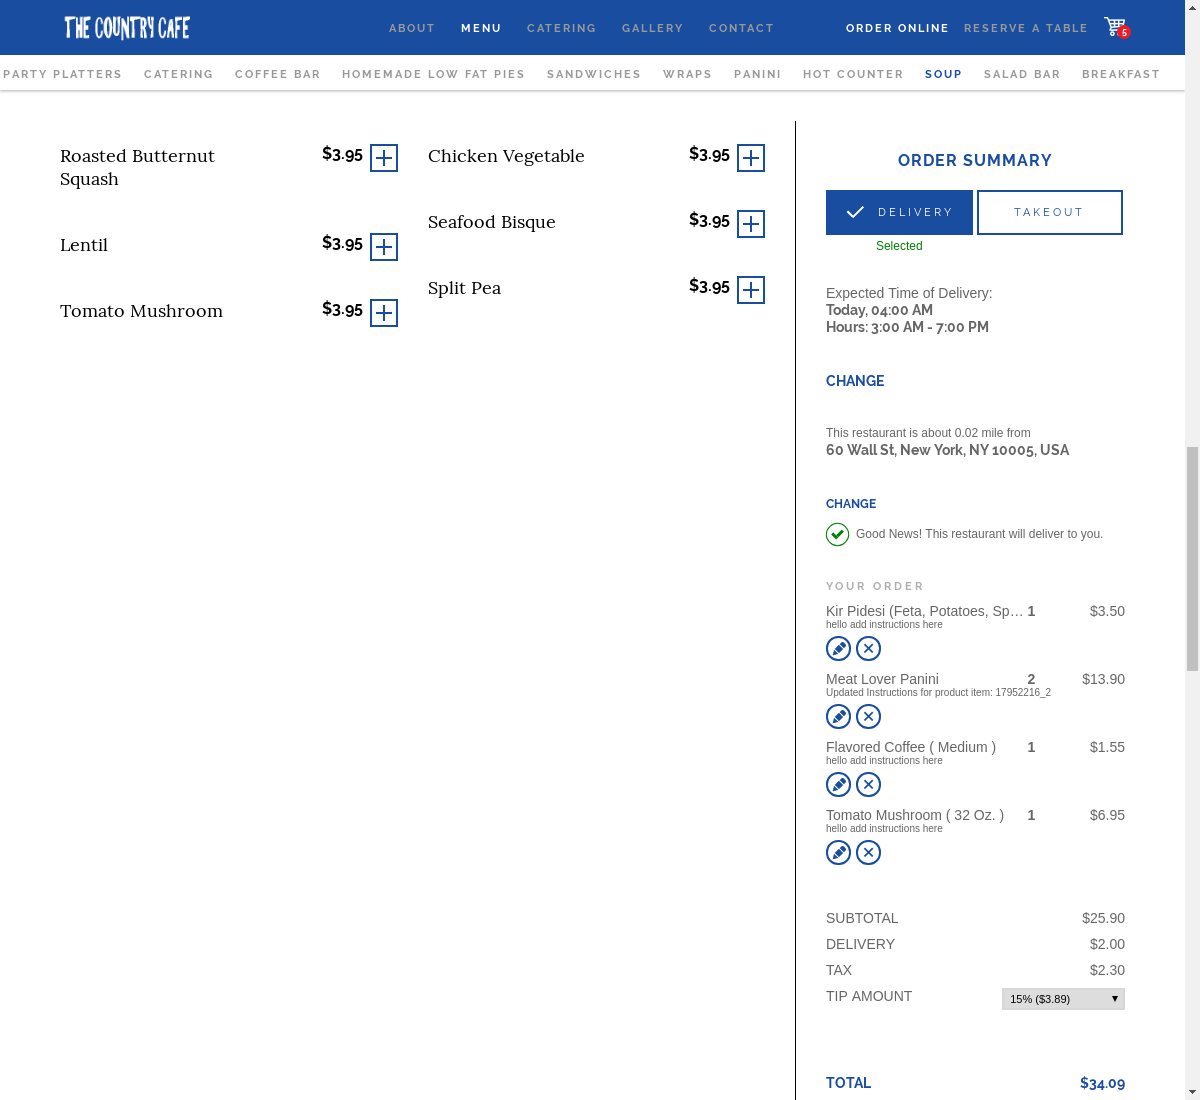 THE COUNTRY CAFE
ABOUT MENU CATERING GALLERY CONTACT ORDER ONLINE RESERVE A TABLE 5
PARTY PLATTERS CATERING COFFEE BAR HOMEMADE LOW FAT PIES SANDWICHES WRAPS PANINI HOT COUNTER SOUP SALAD BAR BREAKFAST
Roasted Butternut Squash $3.95
Lentil $3.95
Tomato Mushroom $3.95
Chicken Vegetable $3.95
Seafood Bisque $3.95
Split Pea $3.95
ORDER SUMMARY
DELIVERY TAKEOUT
Selected
Expected Time of Delivery:
Today, 04:00 AM
Hours: 3:00 AM - 7:00 PM
CHANGE
This restaurant is about 0.02 mile from
60 Wall St, New York, NY 10005, USA
CHANGE
Good News! This restaurant will deliver to you.
YOUR ORDER
Kir Pidesi (Feta, Potatoes, Sp… 1 $3.50
hello add instructions here
Meat Lover Panini 2 $13.90
Updated Instructions for product item: 17952216_2
Flavored Coffee ( Medium ) 1 $1.55
hello add instructions here
Tomato Mushroom ( 32 Oz. ) 1 $6.95
hello add instructions here
SUBTOTAL $25.90
DELIVERY $2.00
TAX $2.30
TIP AMOUNT 15% ($3.89)
TOTAL $34.09